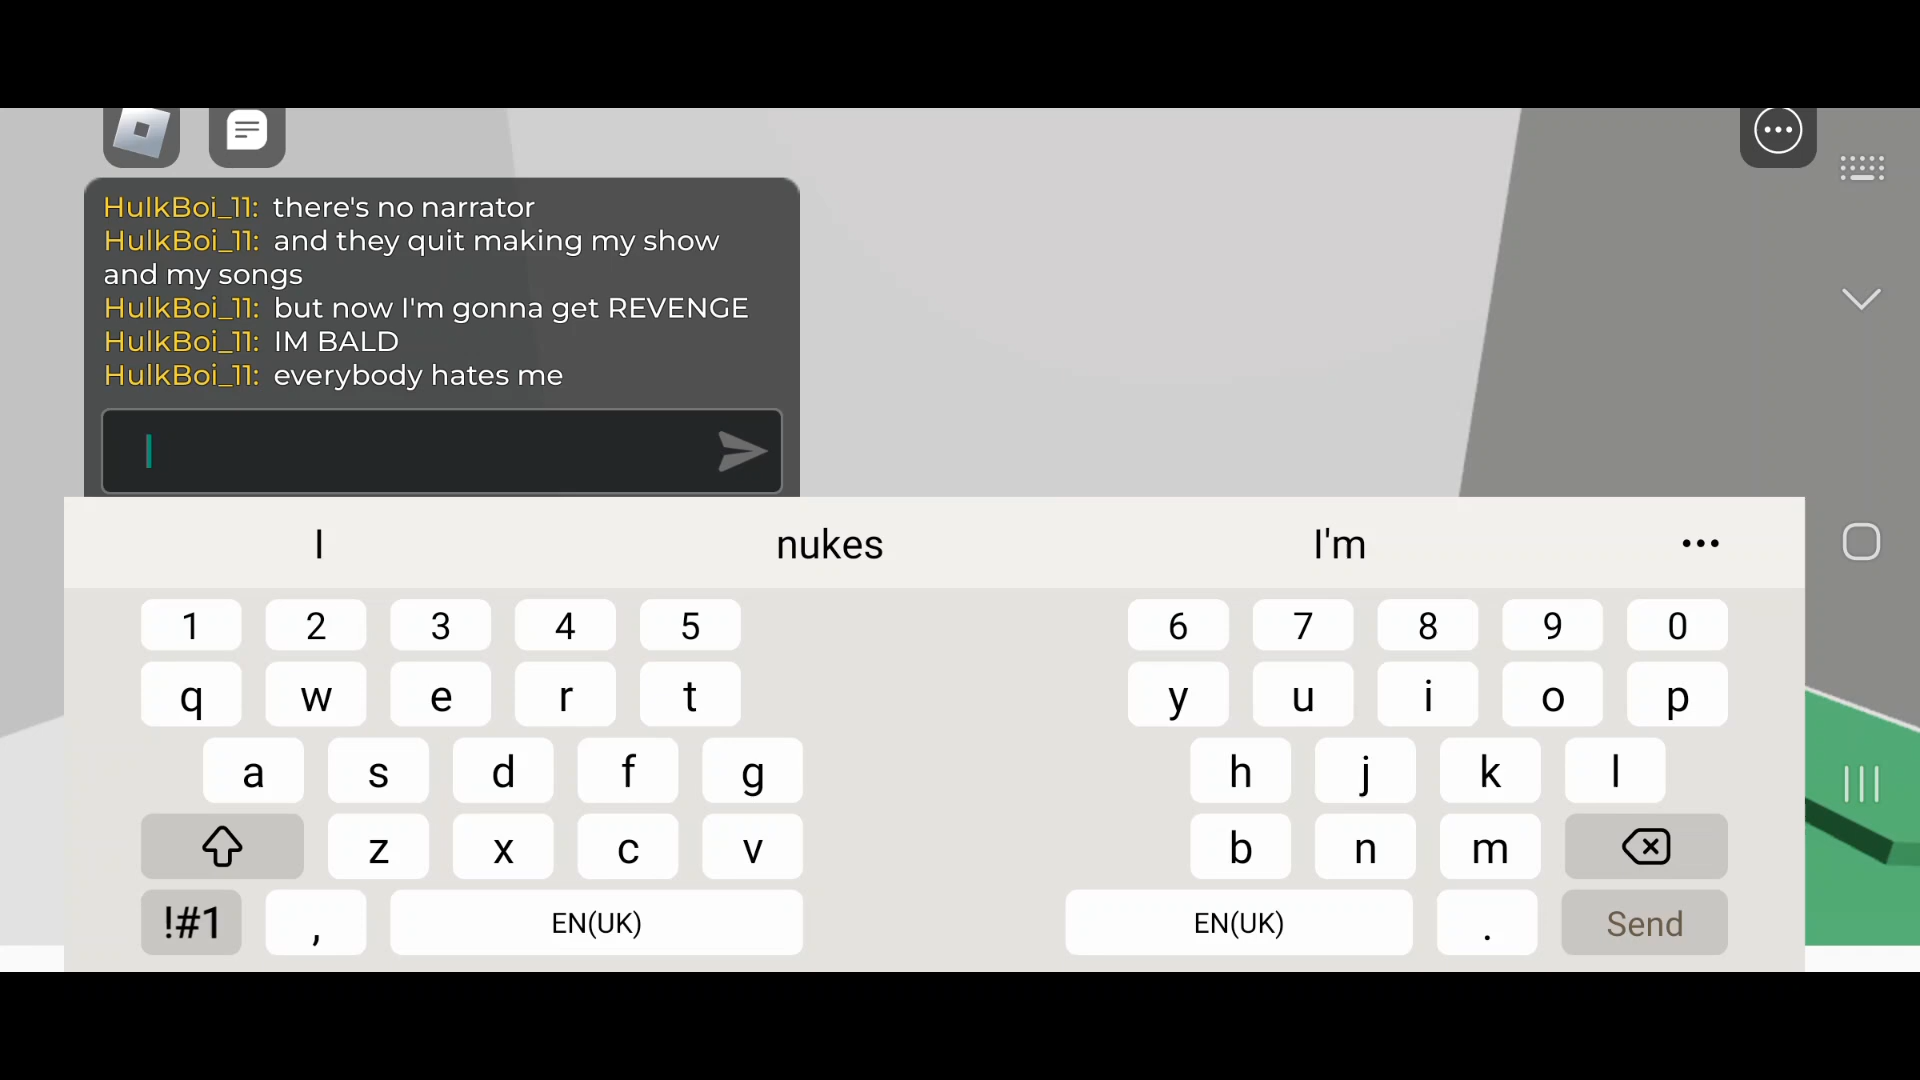 HulkBoi_11: there's no narrator
HulkBoi_11: and they quit making my show
and my songs
HulkBoi_11: but now I'm gonna get REVENGE
HulkBoi_11: IM BALD
HulkBoi_11: everybody hates me
I nukes I'm
1 2 3 4 5 6 7 8 9 0
q w e r t y u i o p
a s d f g h j k l
z x c v b n m
!#1 , EN(UK) EN(UK) . Send